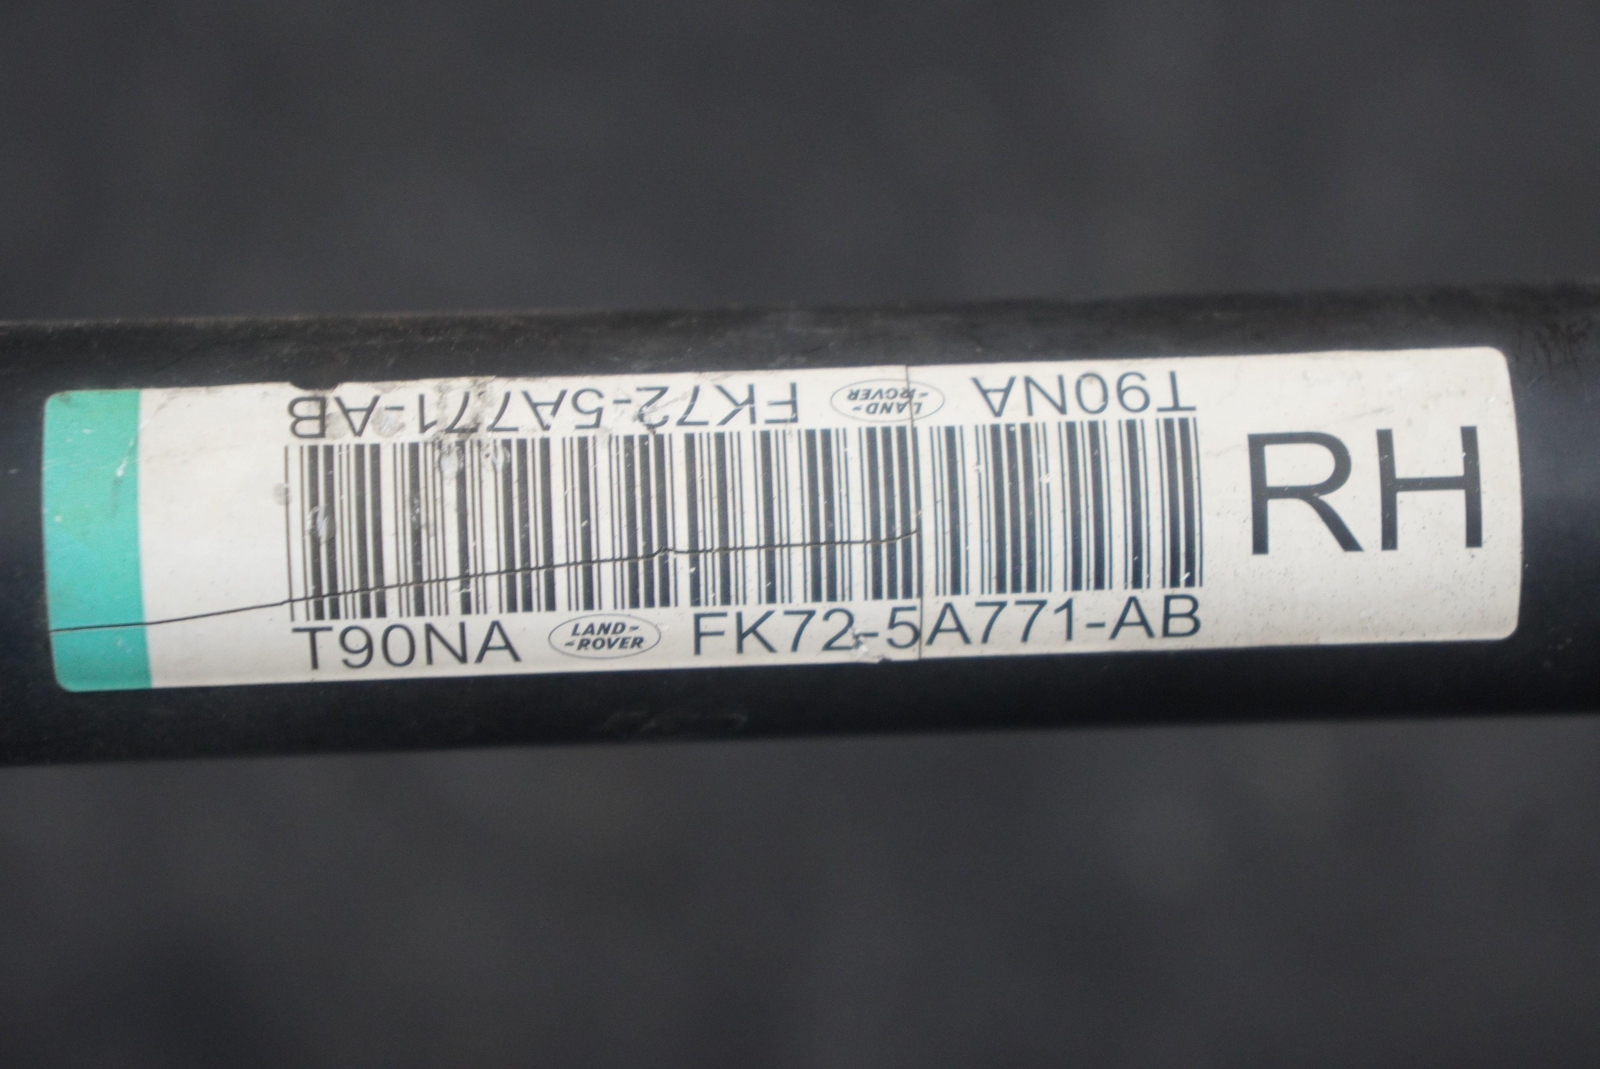 FK72-5A771-AB LAND-
-ROVER T90NA
RH
T90NA LAND-
-ROVER FK72-5A771-AB